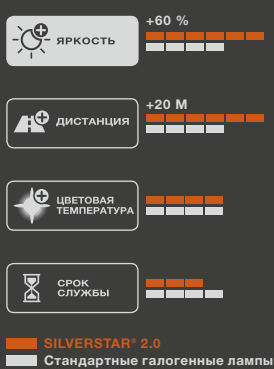 +60 %
ЯРКОСТЬ
+20 М
ДИСТАНЦИЯ
ЦВЕТОВАЯ
ТЕМПЕРАТУРА
СРОК
СЛУЖБЫ
SILVERSTAR® 2.0
Стандартные галогенные лампы